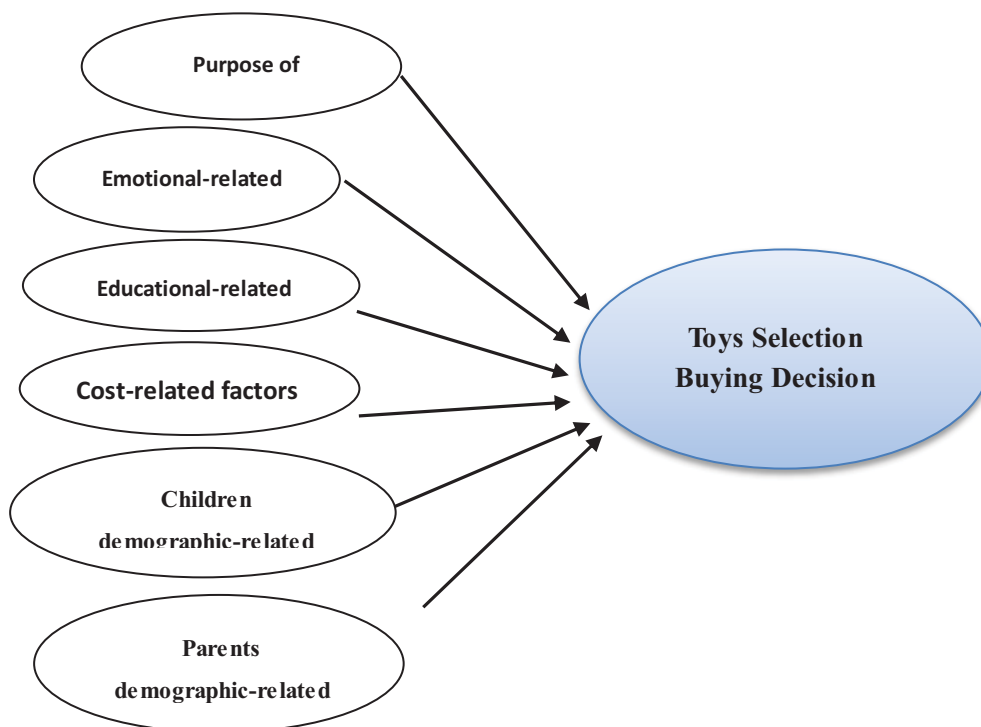 Purpose of
Emotional-related
Educational-related
Cost-related factors
Children
demographic-related
Parents
demographic-related
Toys Selection
Buying Decision